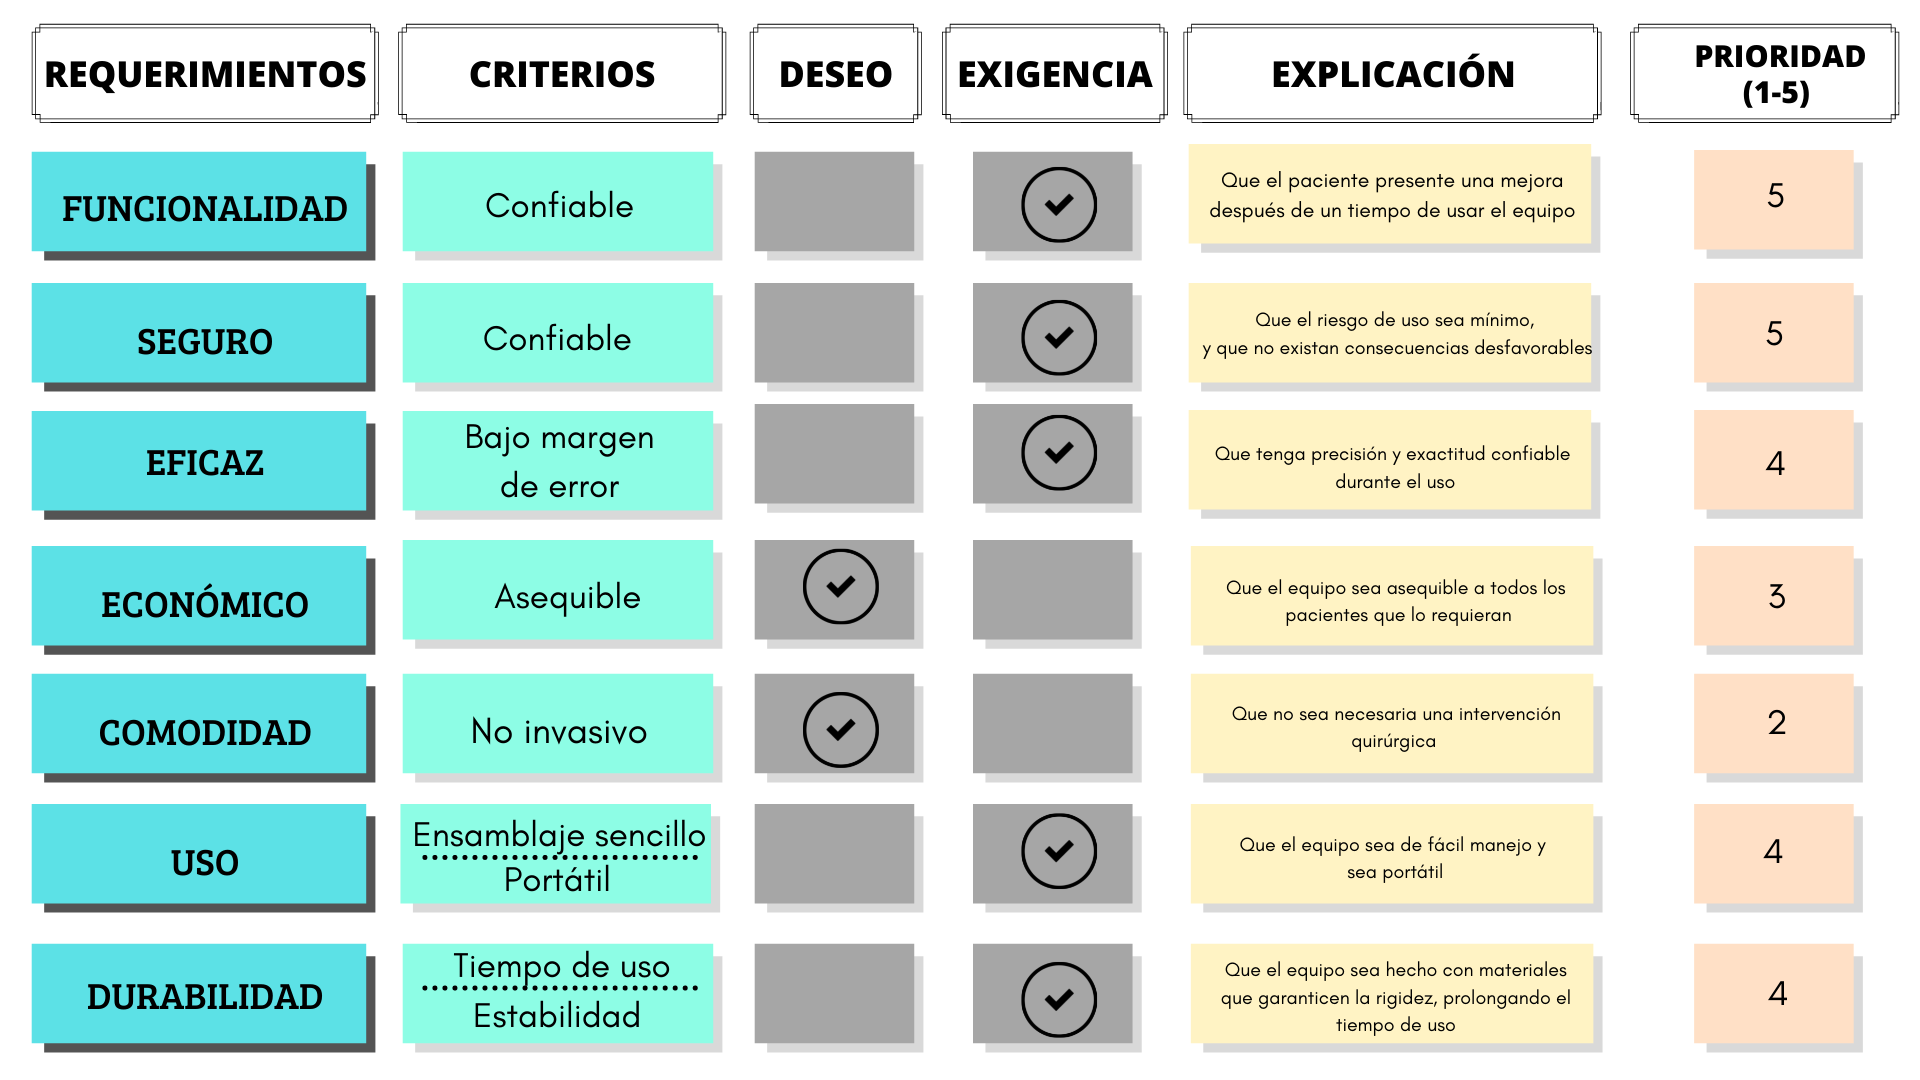 REQUERIMIENTOS
CRITERIOS
DESEO
EXIGENCIA
EXPLICACIÓN
PRIORIDAD
(1-5)
FUNCIONALIDAD
Confiable
Que el paciente presente una mejora
después de un tiempo de usar el equipo
5
SEGURO
Confiable
Que el riesgo de uso sea mínimo,
y que no existan consecuencias desfavorables
5
EFICAZ
Bajo margen
de error
Que tenga precisión y exactitud confiable
durante el uso
4
ECONÓMICO
Asequible
Que el equipo sea asequible a todos los
pacientes que lo requieran
3
COMODIDAD
No invasivo
Que no sea necesaria una intervención
quirúrgica
2
USO
Ensamblaje sencillo
Portátil
Que el equipo sea de fácil manejo y
sea portátil
4
DURABILIDAD
Tiempo de uso
Estabilidad
Que el equipo sea hecho con materiales
que garanticen la rigidez, prolongando el
tiempo de uso
4